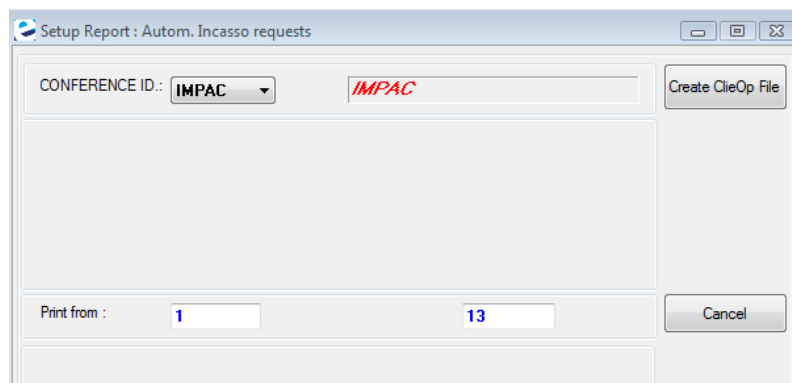 Setup Report : Autom. Incasso requests
CONFERENCE ID.: IMPAC IMPAC Create ClieOp File
Print from : 1 13 Cancel